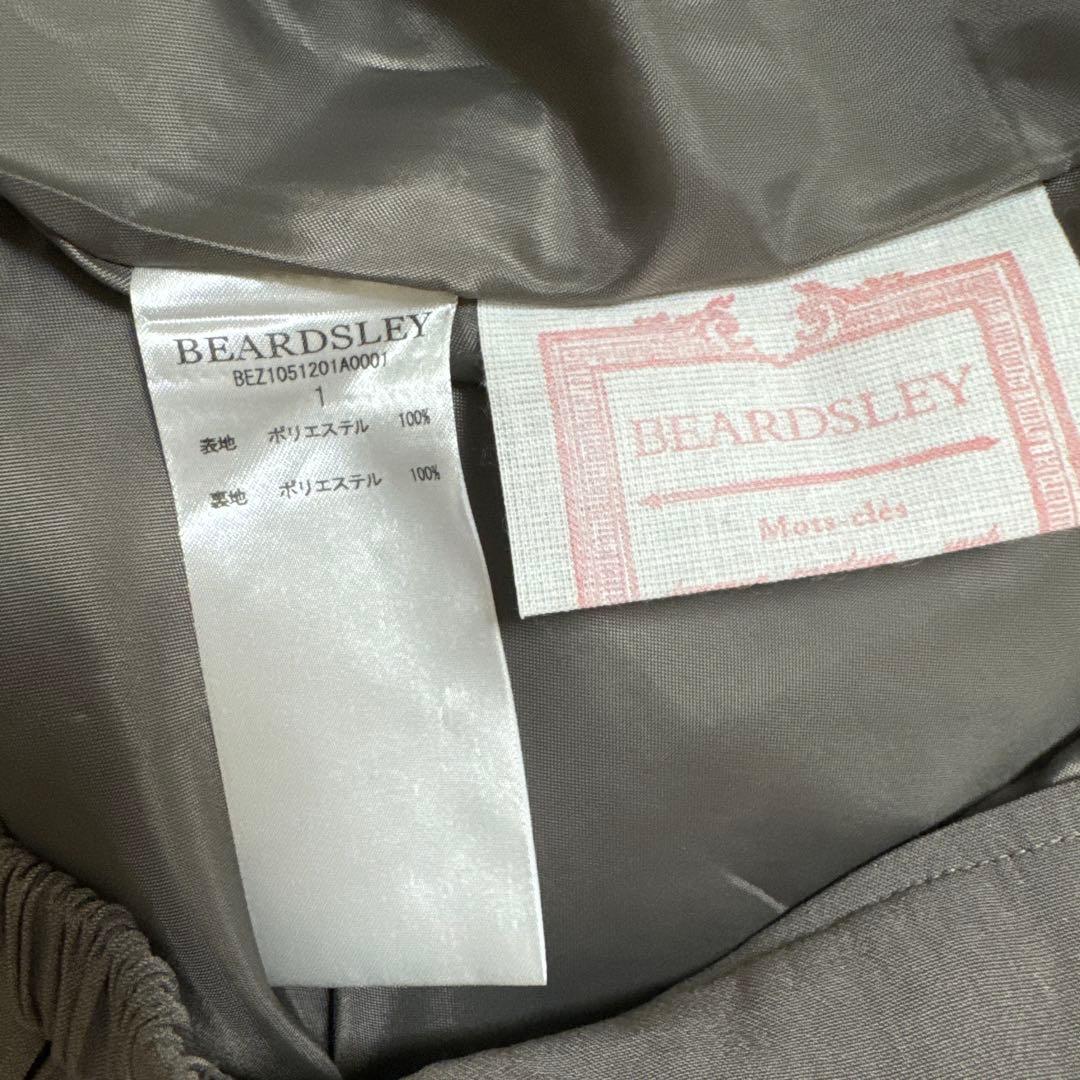 BEARDSLEY
BEZ1051201A0001
1
表地 ポリエステル 100%
裏地 ポリエステル 100%
BEARDSLEY
Mots-clés